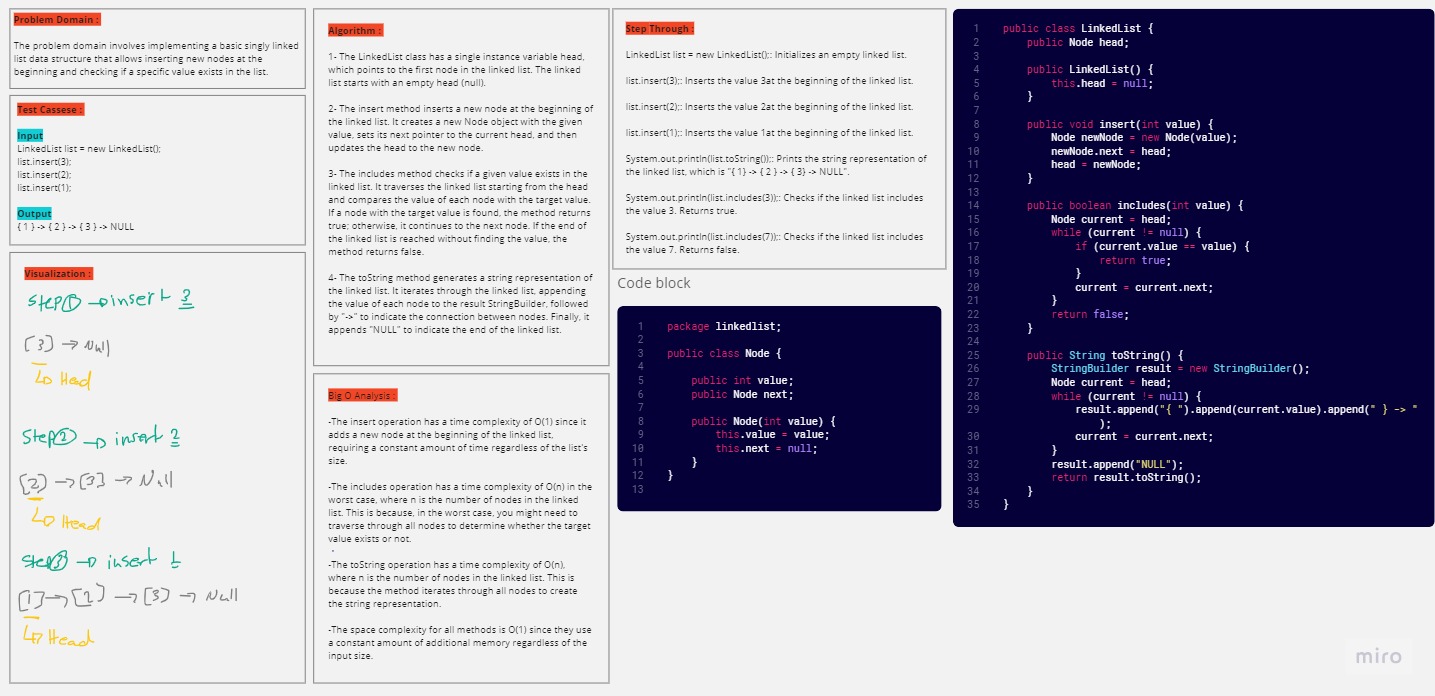 Problem Domain :
The problem domain involves implementing a basic singly linked
list data structure that allows inserting new nodes at the
beginning and checking if a specific value exists in the list.
Test Cassese :
Input
LinkedList list = new LinkedList();
list.insert(3);
list.insert(2);
list.insert(1);
Output
{ 1 } -> { 2 } -> { 3 } -> NULL
Visualization :
Step① → insert 3
[3] → Null
Head
Step② → insert 2
[2] → [3] → Null
Head
Step③ → insert 1
[1] → [2] → [3] → Null
Head
Algorithm :
1- The LinkedList class has a single instance variable head,
which points to the first node in the linked list. The linked
list starts with an empty head (null).
2- The insert method inserts a new node at the beginning of
the linked list. It creates a new Node object with the given
value, sets its next pointer to the current head, and then
updates the head to the new node.
3- The includes method checks if a given value exists in the
linked list. It traverses the linked list starting from the head
and compares the value of each node with the target value.
If a node with the target value is found, the method returns
true; otherwise, it continues to the next node. If the end of
the linked list is reached without finding the value, the
method returns false.
4- The toString method generates a string representation of
the linked list. It iterates through the linked list, appending
the value of each node to the result StringBuilder, followed
by "->" to indicate the connection between nodes. Finally, it
appends "NULL" to indicate the end of the linked list.
Big O Analysis :
-The insert operation has a time complexity of O(1) since it
adds a new node at the beginning of the linked list,
requiring a constant amount of time regardless of the list's
size.
-The includes operation has a time complexity of O(n) in the
worst case, where n is the number of nodes in the linked
list. This is because, in the worst case, you might need to
traverse through all nodes to determine whether the target
value exists or not.
-The toString operation has a time complexity of O(n),
where n is the number of nodes in the linked list. This is
because the method iterates through all nodes to create
the string representation.
-The space complexity for all methods is O(1) since they use
a constant amount of additional memory regardless of the
input size.
Step Through :
LinkedList list = new LinkedList();: Initializes an empty linked list.
list.insert(3);: Inserts the value 3at the beginning of the linked list.
list.insert(2);: Inserts the value 2at the beginning of the linked list.
list.insert(1);: Inserts the value 1at the beginning of the linked list.
System.out.println(list.toString());: Prints the string representation of
the linked list, which is "{ 1} -> { 2 } -> { 3} -> NULL".
System.out.println(list.includes(3));: Checks if the linked list includes
the value 3. Returns true.
System.out.println(list.includes(7));: Checks if the linked list includes
the value 7. Returns false.
Code block
1 package linkedlist;
2
3 public class Node {
4
5 public int value;
6 public Node next;
7
8 public Node(int value) {
9 this.value = value;
10 this.next = null;
11 }
12 }
13
1 public class LinkedList {
2 public Node head;
3
4 public LinkedList() {
5 this.head = null;
6 }
7
8 public void insert(int value) {
9 Node newNode = new Node(value);
10 newNode.next = head;
11 head = newNode;
12 }
13
14 public boolean includes(int value) {
15 Node current = head;
16 while (current != null) {
17 if (current.value == value) {
18 return true;
19 }
20 current = current.next;
21 }
22 return false;
23 }
24
25 public String toString() {
26 StringBuilder result = new StringBuilder();
27 Node current = head;
28 while (current != null) {
29 result.append("{ ").append(current.value).append(" } -> "
);
30 current = current.next;
31 }
32 result.append("NULL");
33 return result.toString();
34 }
35 }
miro